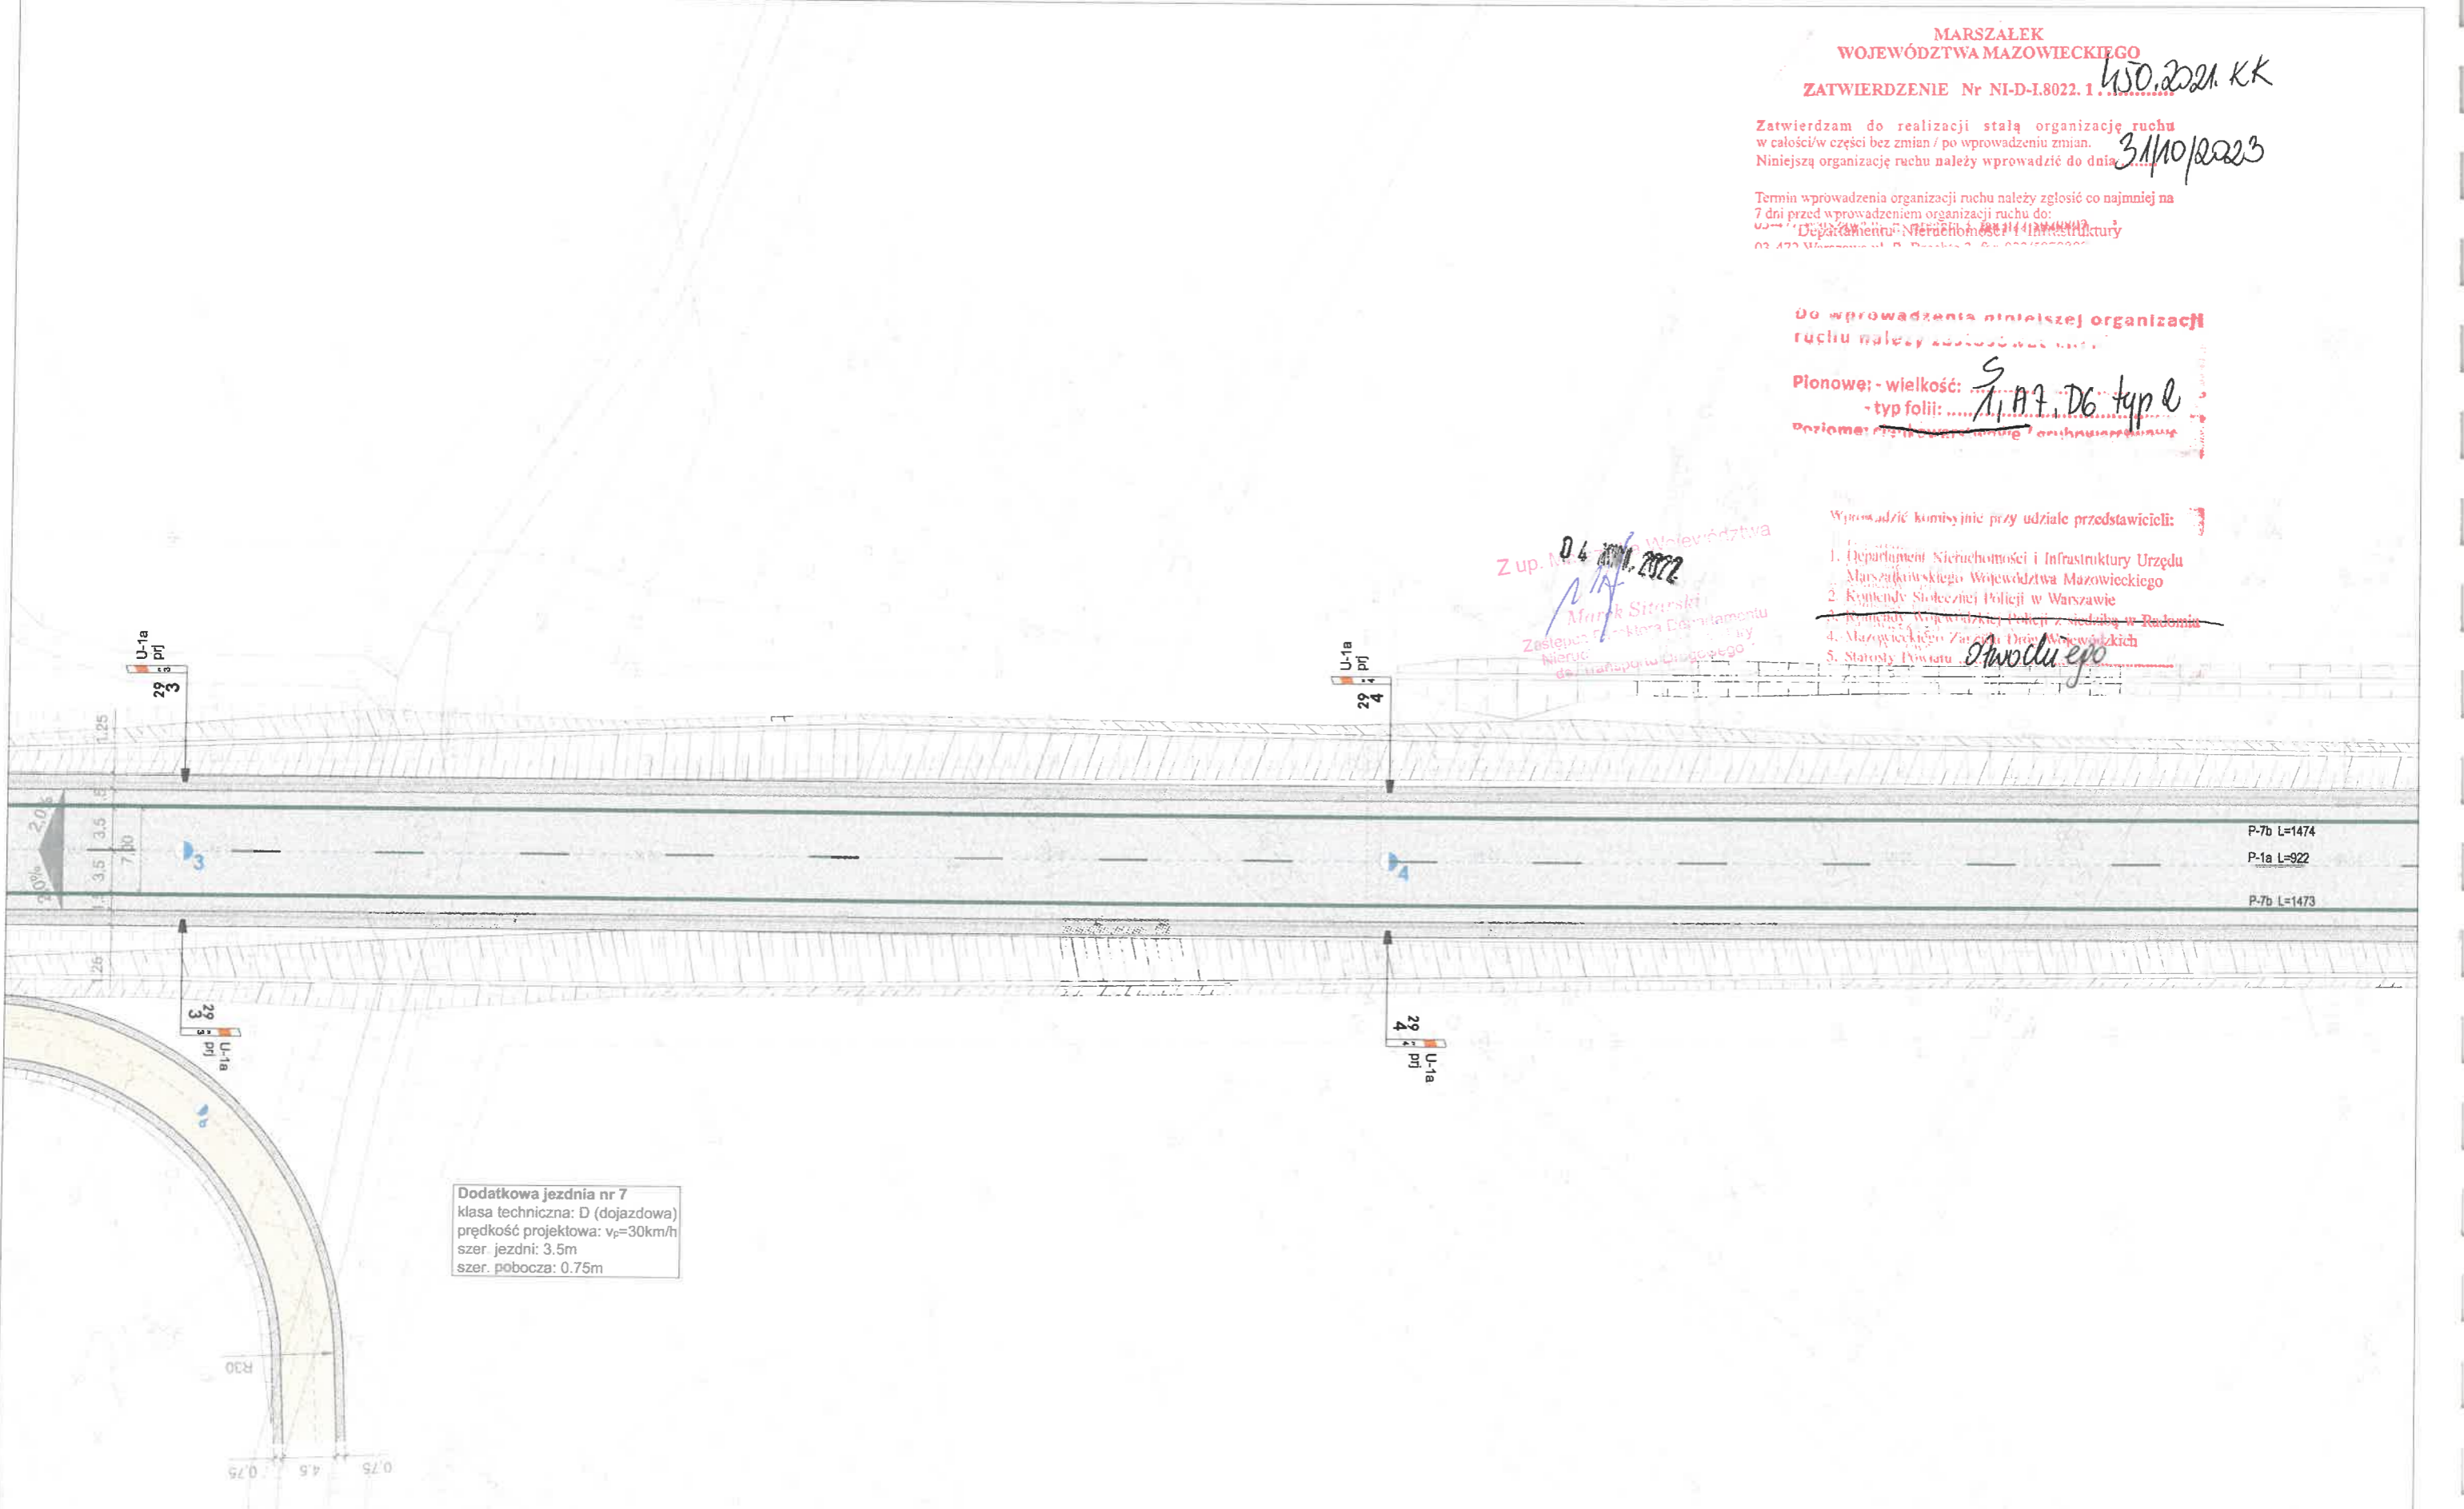 MARSZAŁEK
WOJEWÓDZTWA MAZOWIECKIEGO
ZATWIERDZENIE Nr NI-D-I.8022. 1. 450.2021.KK
Zatwierdzam do realizacji stałą organizację ruchu
w całości/w części bez zmian / po wprowadzeniu zmian.
Niniejszą organizację ruchu należy wprowadzić do dnia 31/10/2023
Termin wprowadzenia organizacji ruchu należy zgłosić co najmniej na
7 dni przed wprowadzeniem organizacji ruchu do:
Departamentu Nieruchomości i Infrastruktury
Do wprowadzenia niniejszej organizacji
ruchu należy
Pionowe: - wielkość: S
- typ folii: 1, A7, D6 typ 2
Poziome:
Wprowadzić komisyjnie przy udziale przedstawicieli:
1. Departament Nieruchomości i Infrastruktury Urzędu
Marszałkowskiego Województwa Mazowieckiego
2. Komendy Stołecznej Policji w Warszawie
3. Komendy Wojewódzkiej Policji z siedzibą w Radomiu
4. Mazowieckiego Zarządu Dróg Wojewódzkich
5. Starosty Powiatu
Z up. Województwa
04 2022
Marek Sitarski
Departamentu
ds. Transportu Drogowego
U-1a
prj
29
3
U-1a
prj
29
4
1.25
2.0%
3.5
3.5
7.00
3
4
P-7b L=1474
P-1a L=922
P-7b L=1473
29
3
prj
U-1a
29
4
prj
U-1a
Dodatkowa jezdnia nr 7
klasa techniczna: D (dojazdowa)
prędkość projektowa: vp=30km/h
szer. jezdni: 3.5m
szer. pobocza: 0.75m
R30
0.75
4.5
0.75